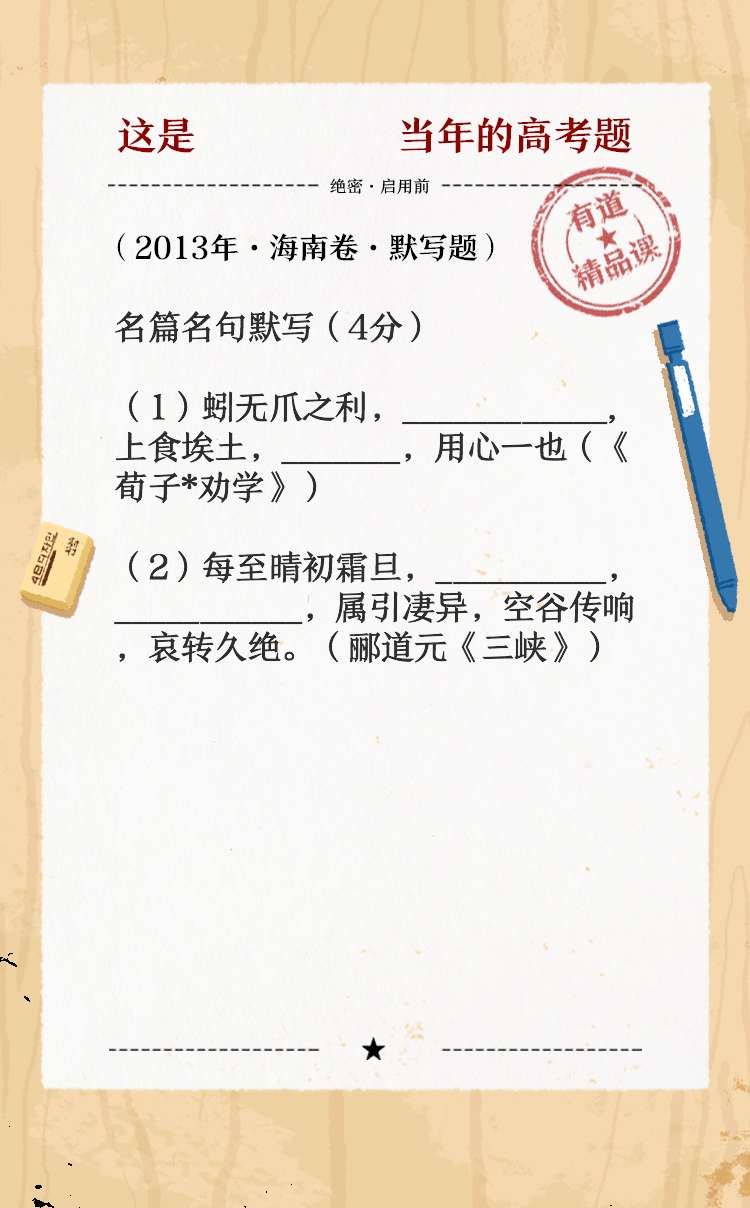 这是 当年的高考题
绝密·启用前
有道
精品课
（2013年·海南卷·默写题）
名篇名句默写（4分）
（1）蚓无爪之利，____________，
上食埃土，_______，用心一也（《
荀子*劝学》）
（2）每至晴初霜旦，__________，
___________，属引凄异，空谷传响
，哀转久绝。（郦道元《三峡》）